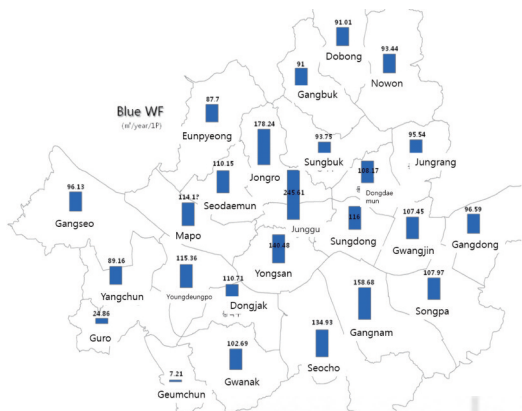 91.01
Dobong
93.44
Nowon
91
Gangbuk
Blue WF
(㎥/year/1P)
87.7
Eunpyeong
178.24
Jongro
93.75
Sungbuk
95.54
Jungrang
110.15
Seodaemun
108.17
Dongdae
mun
245.61
Junggu
96.13
Gangseo
114.17
Mapo
116
Sungdong
107.45
Gwangjin
96.59
Gangdong
140.48
Yongsan
89.16
Yangchun
115.36
Youngdeungpo
110.71
Dongjak
158.68
Gangnam
107.97
Songpa
24.86
Guro
134.93
Seocho
102.69
Gwanak
7.21
Geumchun